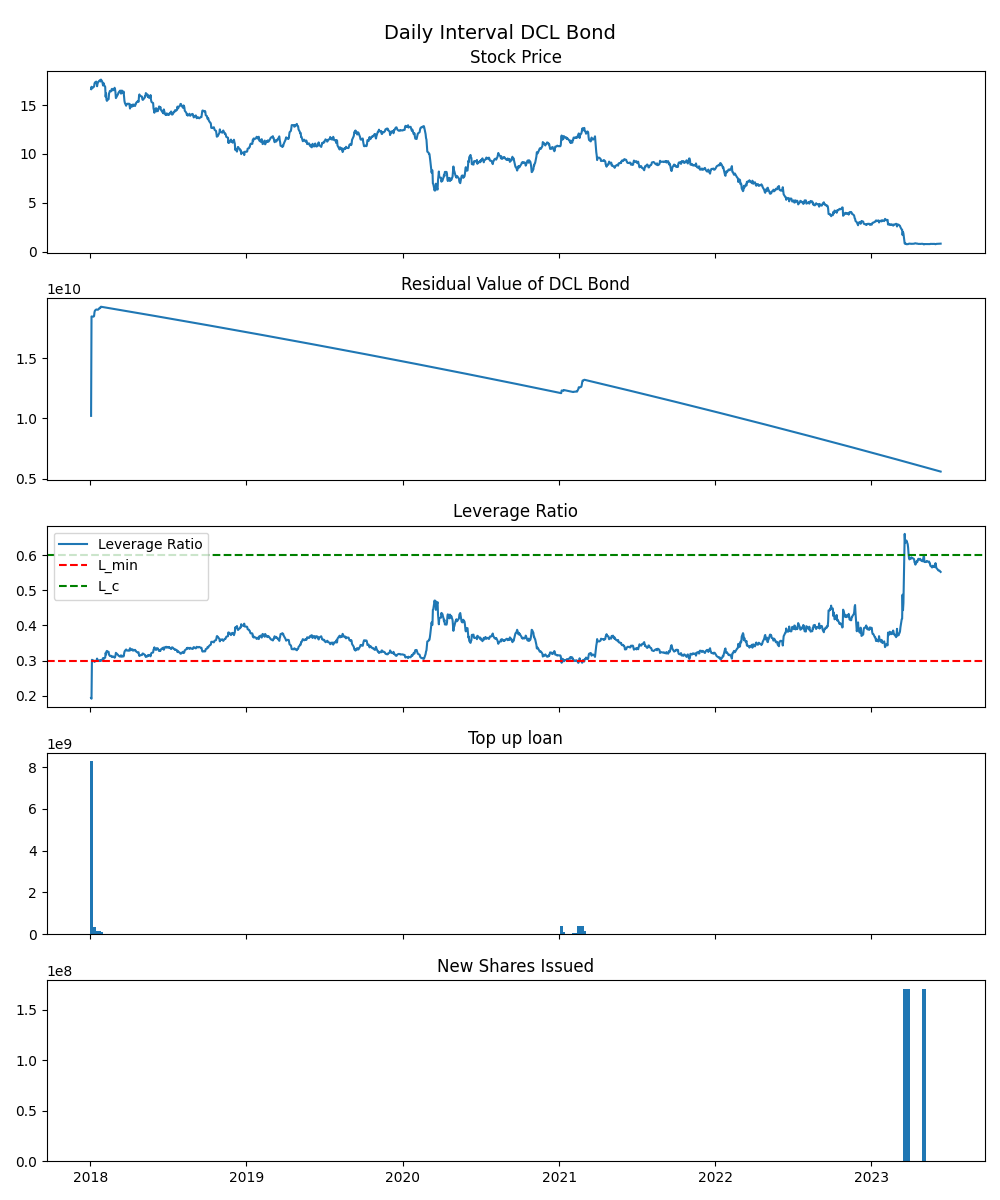 Daily Interval DCL Bond
Stock Price
15
10
5
0
Residual Value of DCL Bond
1e10
1.5
1.0
0.5
Leverage Ratio
Leverage Ratio
L_min
L_c
0.6
0.5
0.4
0.3
0.2
Top up loan
1e9
8
6
4
2
0
New Shares Issued
1e8
1.5
1.0
0.5
0.0
2018 2019 2020 2021 2022 2023